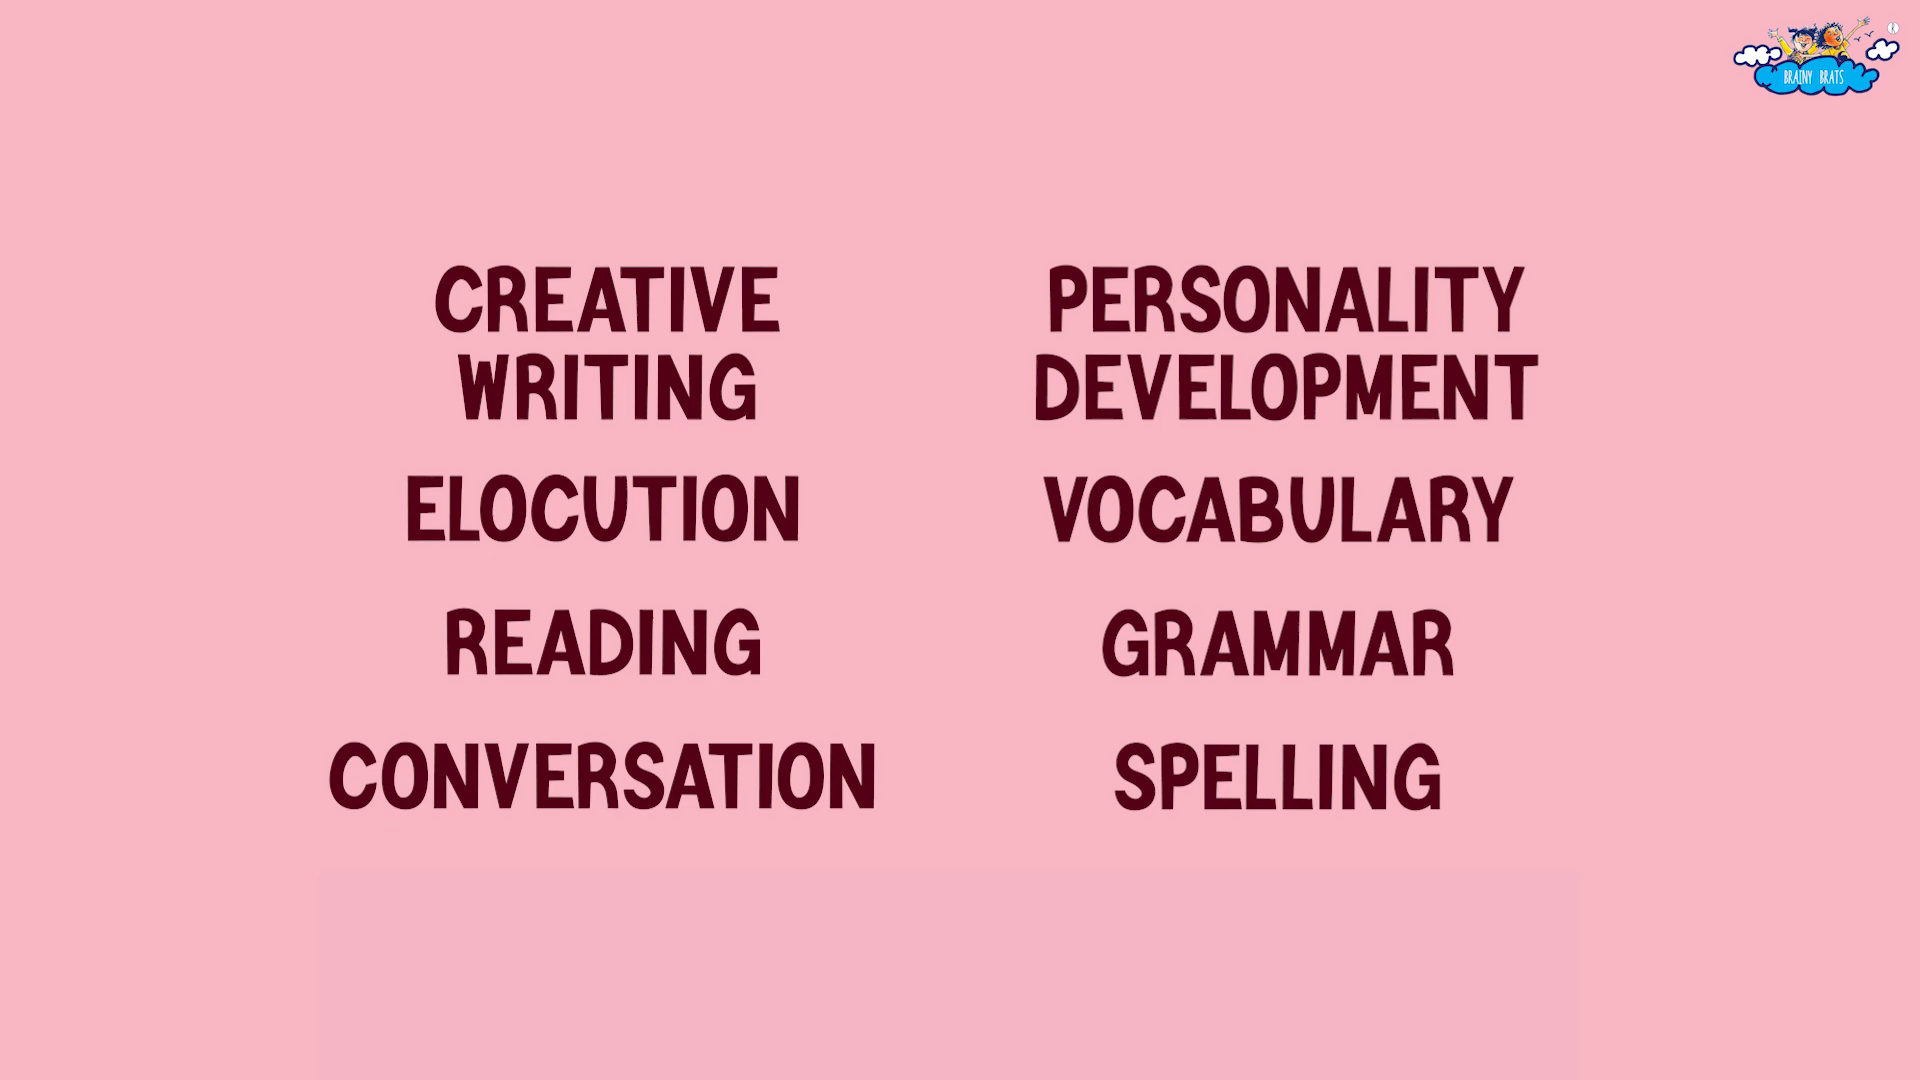 BRAINY BRATS
CREATIVE
WRITING
ELOCUTION
READING
CONVERSATION
PERSONALITY
DEVELOPMENT
VOCABULARY
GRAMMAR
SPELLING